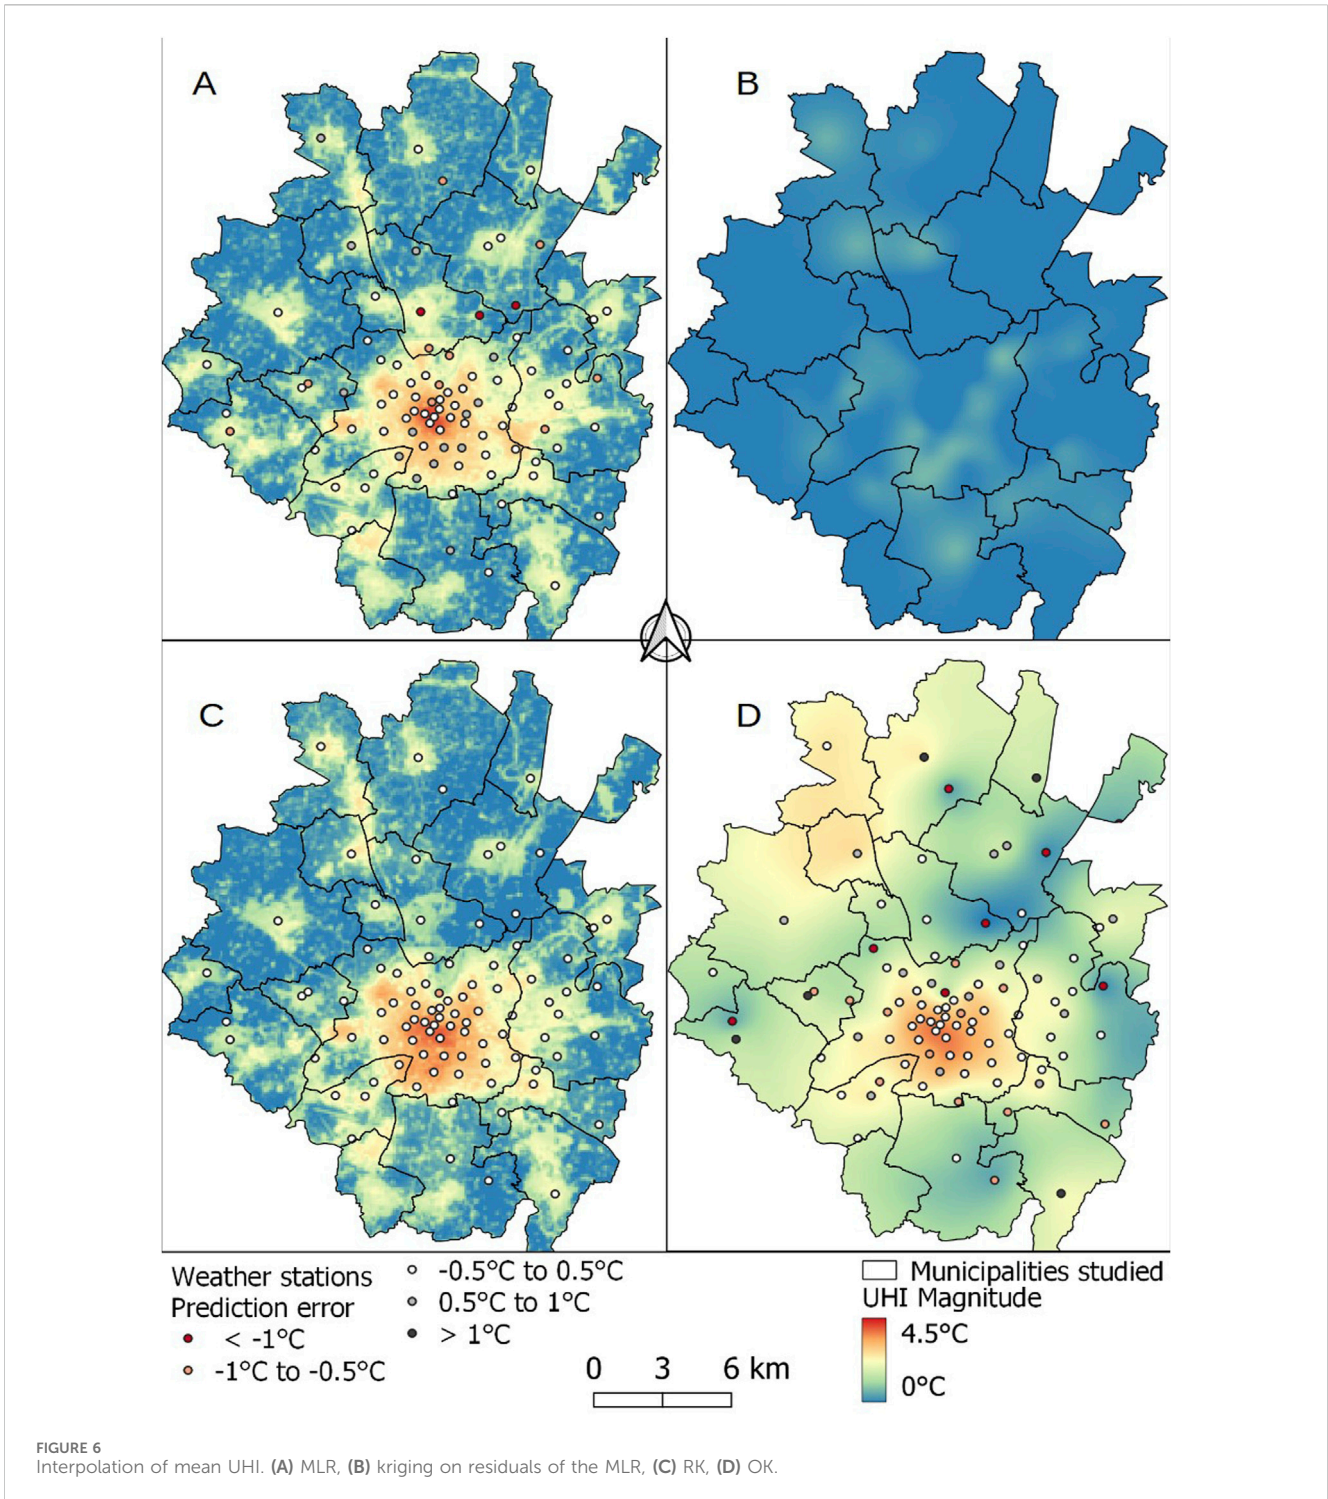 A
B
C
D
Weather stations
Prediction error
< -1°C
-1°C to -0.5°C
-0.5°C to 0.5°C
0.5°C to 1°C
> 1°C
0 3 6 km
Municipalities studied
UHI Magnitude
4.5°C
0°C
FIGURE 6
Interpolation of mean UHI. (A) MLR, (B) kriging on residuals of the MLR, (C) RK, (D) OK.